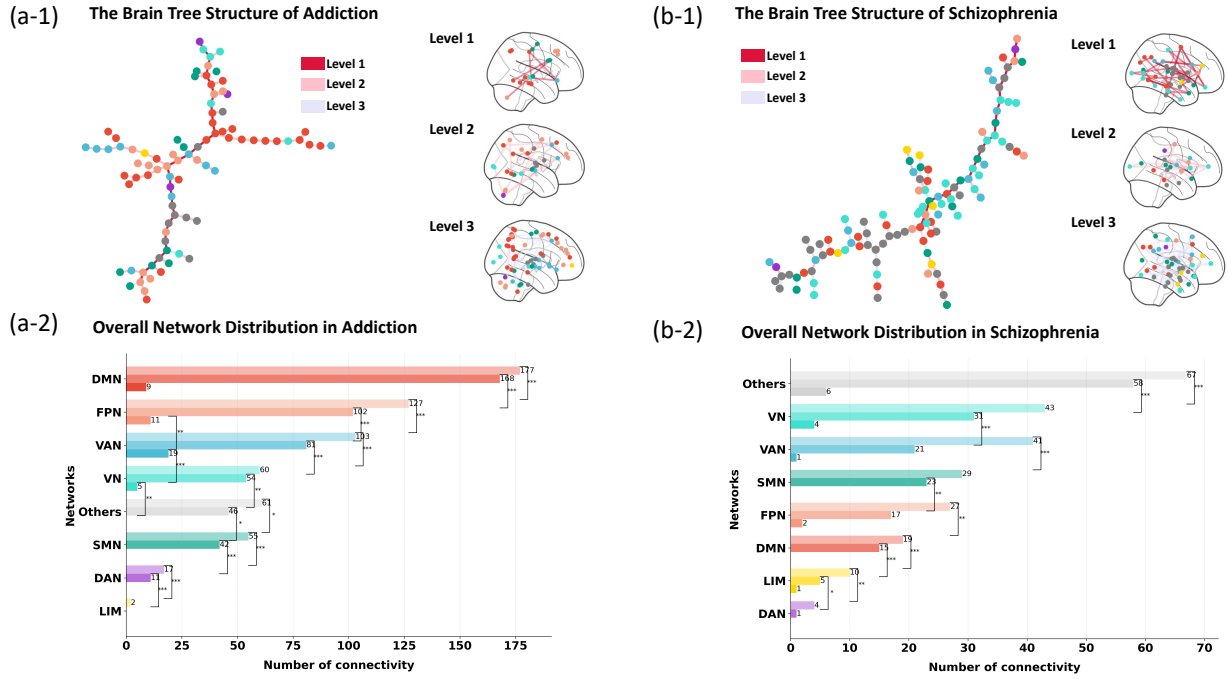 (a-1)
The Brain Tree Structure of Addiction
Level 1
Level 2
Level 3
Level 1
Level 2
Level 3
(b-1)
The Brain Tree Structure of Schizophrenia
Level 1
Level 2
Level 3
Level 1
Level 2
Level 3
(a-2)
Overall Network Distribution in Addiction
Networks
DMN
177
168
9
***
***
FPN
127
102
11
***
***
**
VAN
103
81
19
***
***
***
VN
60
54
5
**
**
Others
61
46
*
*
SMN
55
42
***
***
DAN
17
11
***
***
LIM
2
0 25 50 75 100 125 150 175
Number of connectivity
(b-2)
Overall Network Distribution in Schizophrenia
Networks
Others
67
58
6
***
***
VN
43
31
4
***
VAN
41
21
1
***
SMN
29
23
**
FPN
27
17
2
**
DMN
19
15
***
***
LIM
10
5
1
**
*
DAN
4
1
0 10 20 30 40 50 60 70
Number of connectivity